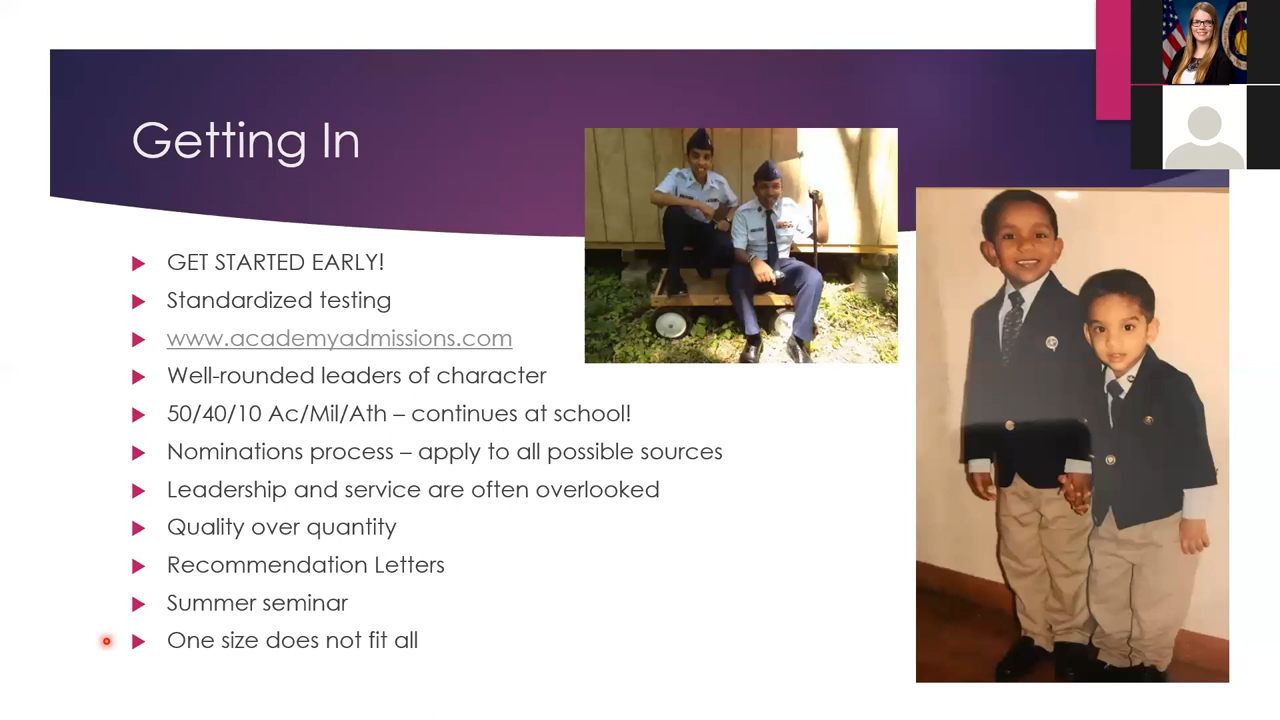 Getting In
GET STARTED EARLY!
Standardized testing
www.academyadmissions.com
Well-rounded leaders of character
50/40/10 Ac/Mil/Ath – continues at school!
Nominations process – apply to all possible sources
Leadership and service are often overlooked
Quality over quantity
Recommendation Letters
Summer seminar
One size does not fit all